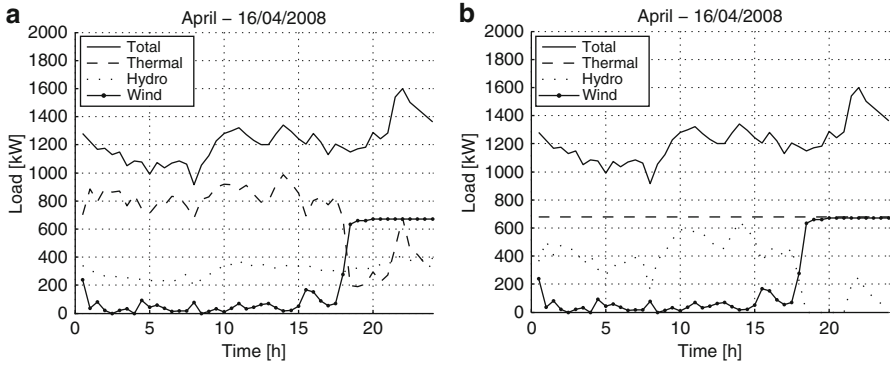 a
April – 16/04/2008
2000
1800
1600
1400
1200
1000
800
600
400
200
0
Load [kW]
Total
Thermal
Hydro
Wind
0
5
10
15
20
Time [h]
b
April – 16/04/2008
2000
1800
1600
1400
1200
1000
800
600
400
200
0
Load [kW]
Total
Thermal
Hydro
Wind
0
5
10
15
20
Time [h]